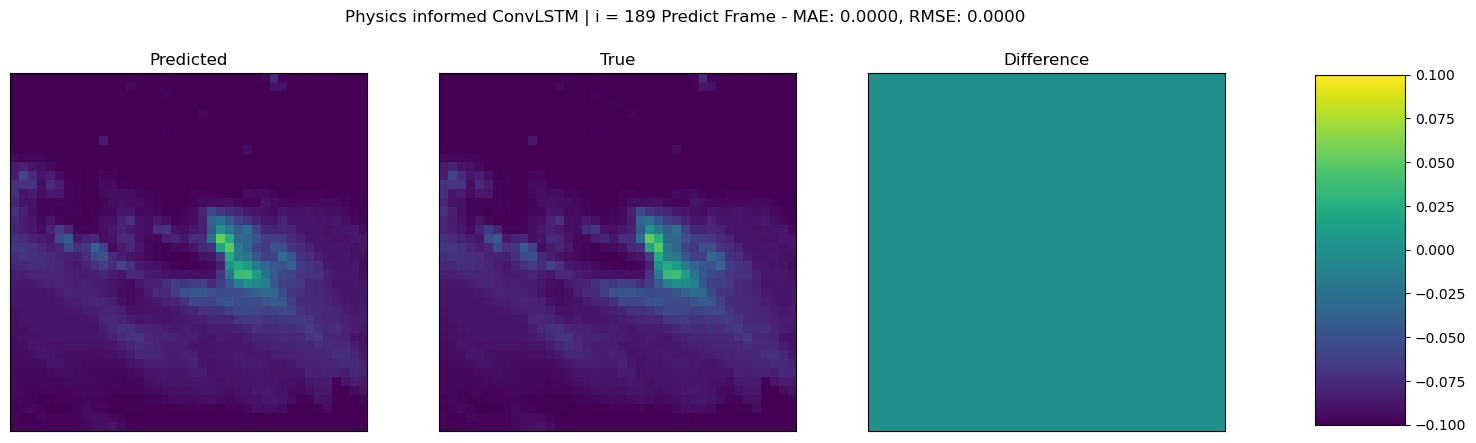 Physics informed ConvLSTM | i = 189 Predict Frame - MAE: 0.0000, RMSE: 0.0000
Predicted
True
Difference
0.100
0.075
0.050
0.025
0.000
−0.025
−0.050
−0.075
−0.100